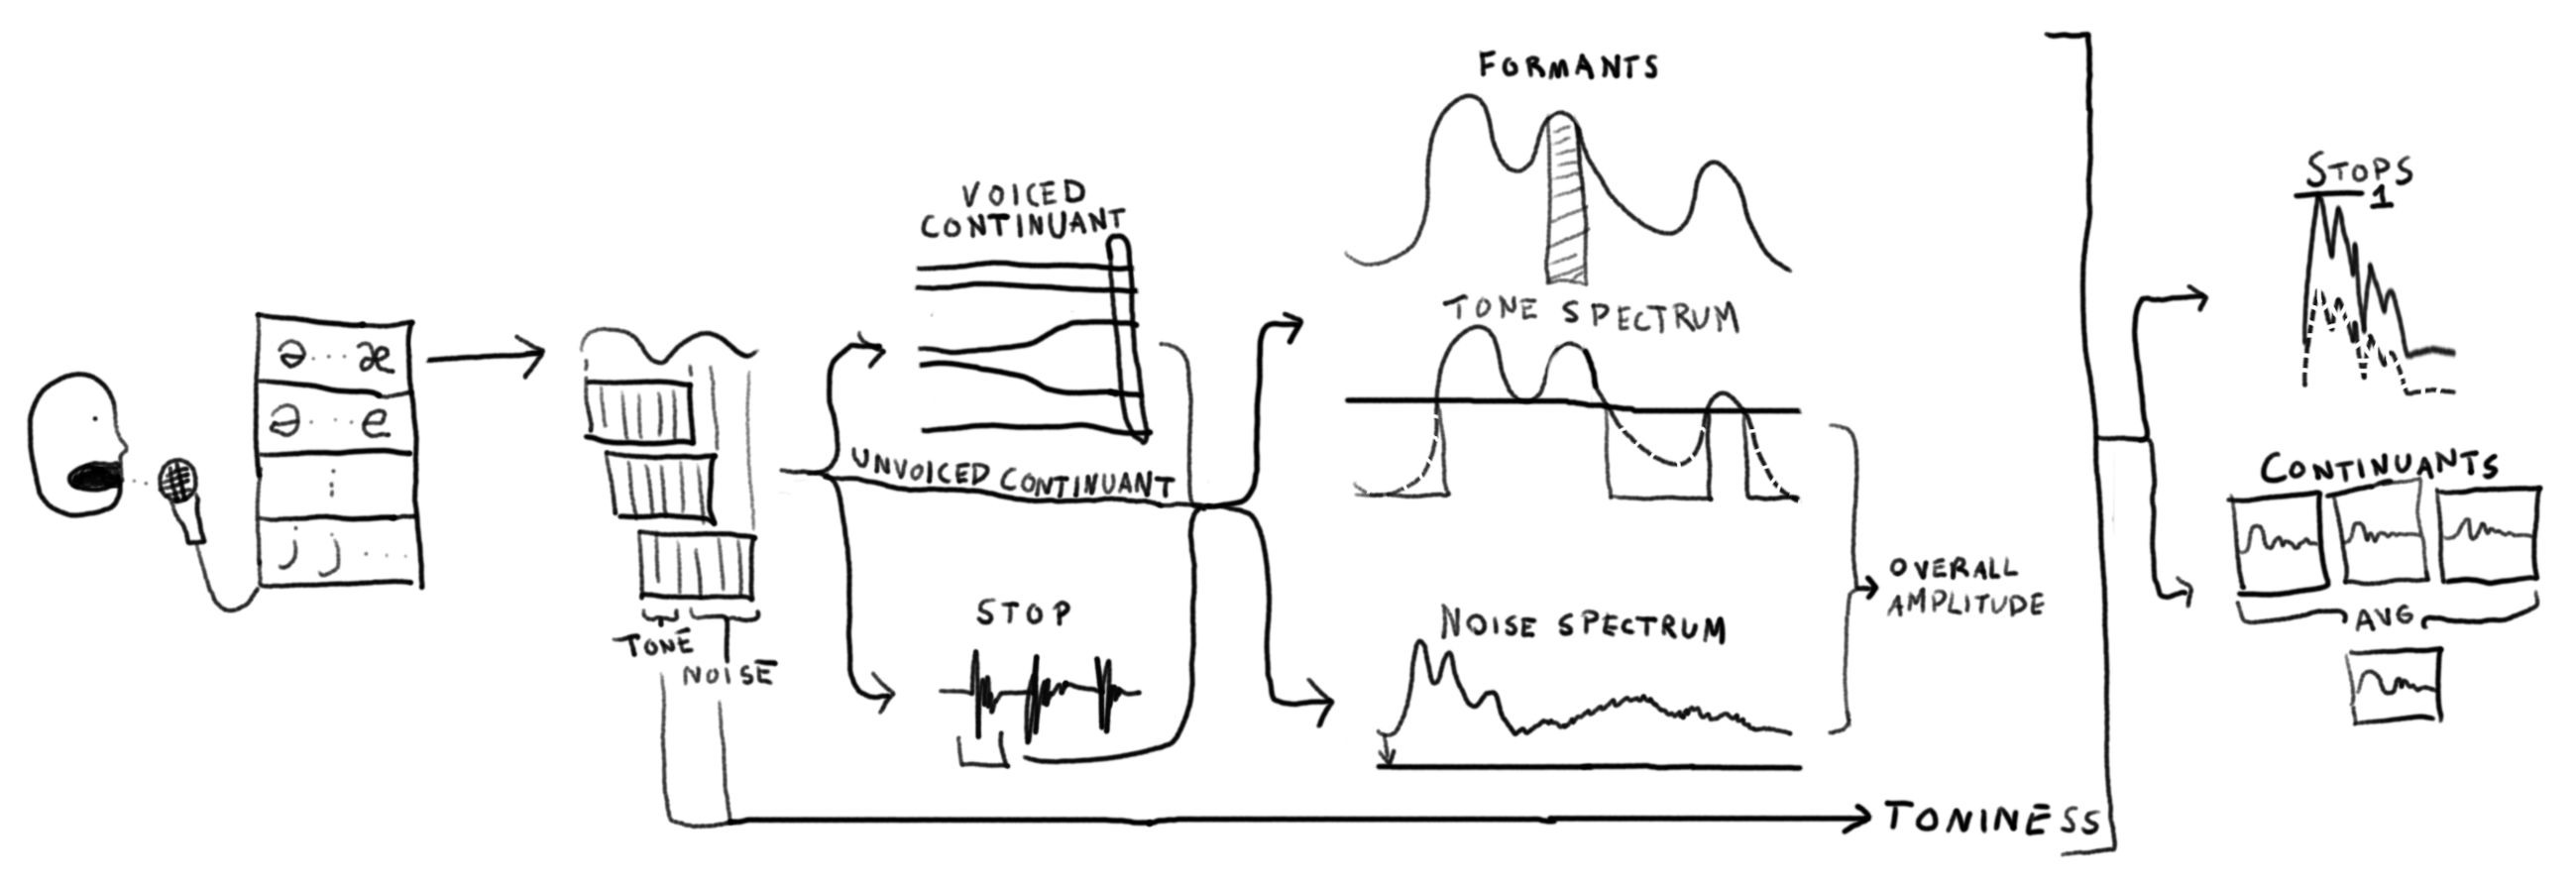 ə···æ
ə···e
⋮
j j ····
TONE
NOISE
VOICED
CONTINUANT
UNVOICED CONTINUANT
STOP
FORMANTS
TONE SPECTRUM
NOISE SPECTRUM
OVERALL
AMPLITUDE
TONINESS
STOPS
1
CONTINUANTS
AVG